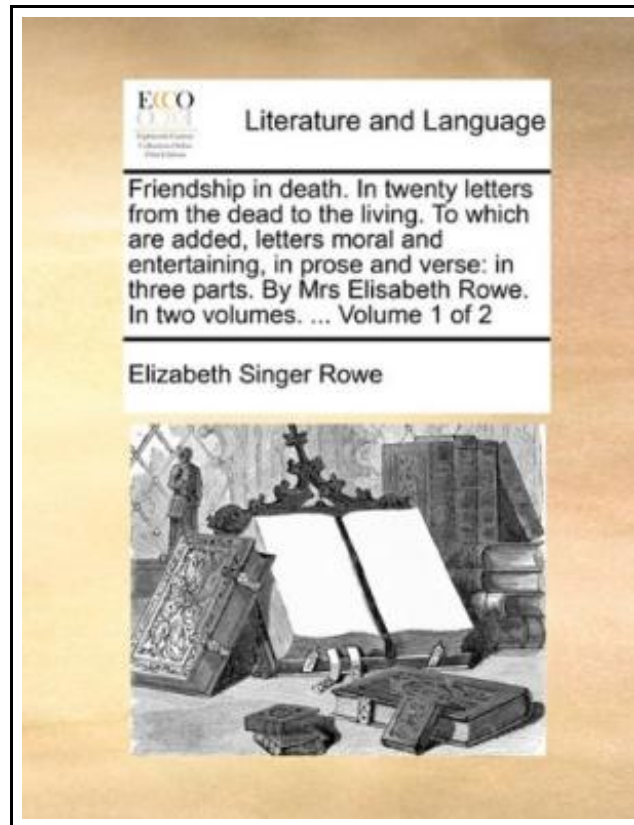 ECCO
Literature and Language
Friendship in death. In twenty letters
from the dead to the living. To which
are added, letters moral and
entertaining, in prose and verse: in
three parts. By Mrs Elisabeth Rowe.
In two volumes. ... Volume 1 of 2
Elizabeth Singer Rowe